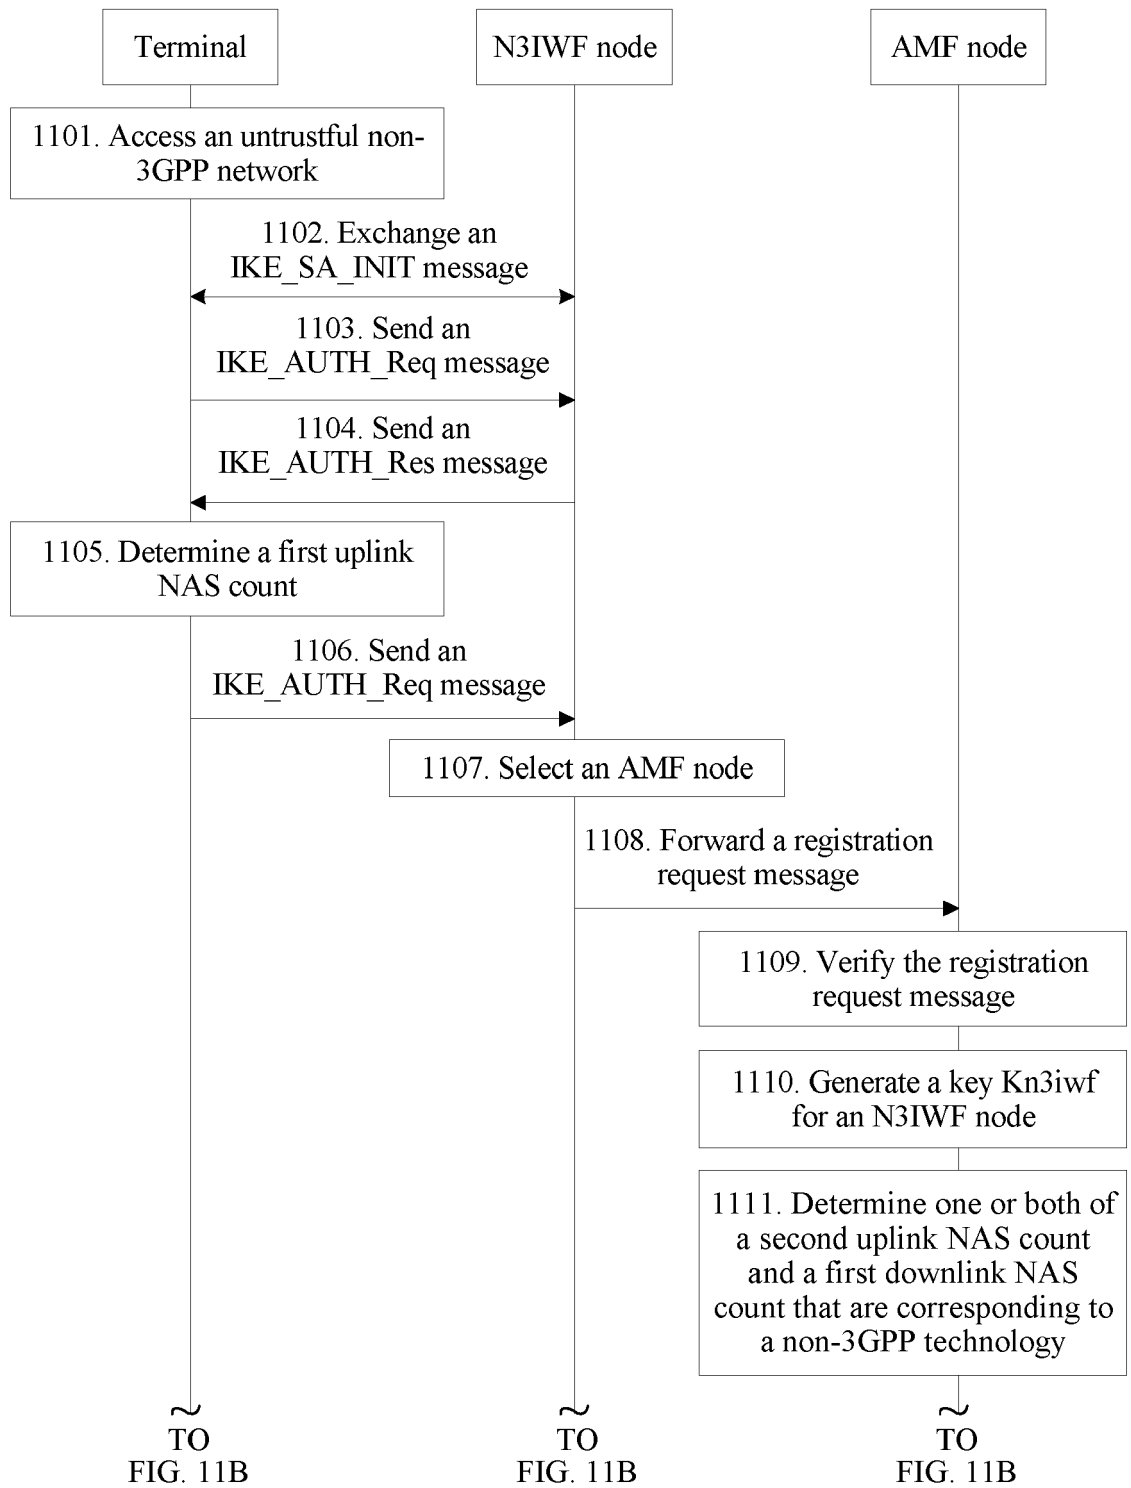 Terminal
N3IWF node
AMF node
1101. Access an untrustful non-
3GPP network
1102. Exchange an
IKE_SA_INIT message
1103. Send an
IKE_AUTH_Req message
1104. Send an
IKE_AUTH_Res message
1105. Determine a first uplink
NAS count
1106. Send an
IKE_AUTH_Req message
1107. Select an AMF node
1108. Forward a registration
request message
1109. Verify the registration
request message
1110. Generate a key Kn3iwf
for an N3IWF node
1111. Determine one or both of
a second uplink NAS count
and a first downlink NAS
count that are corresponding to
a non-3GPP technology
TO
FIG. 11B
TO
FIG. 11B
TO
FIG. 11B